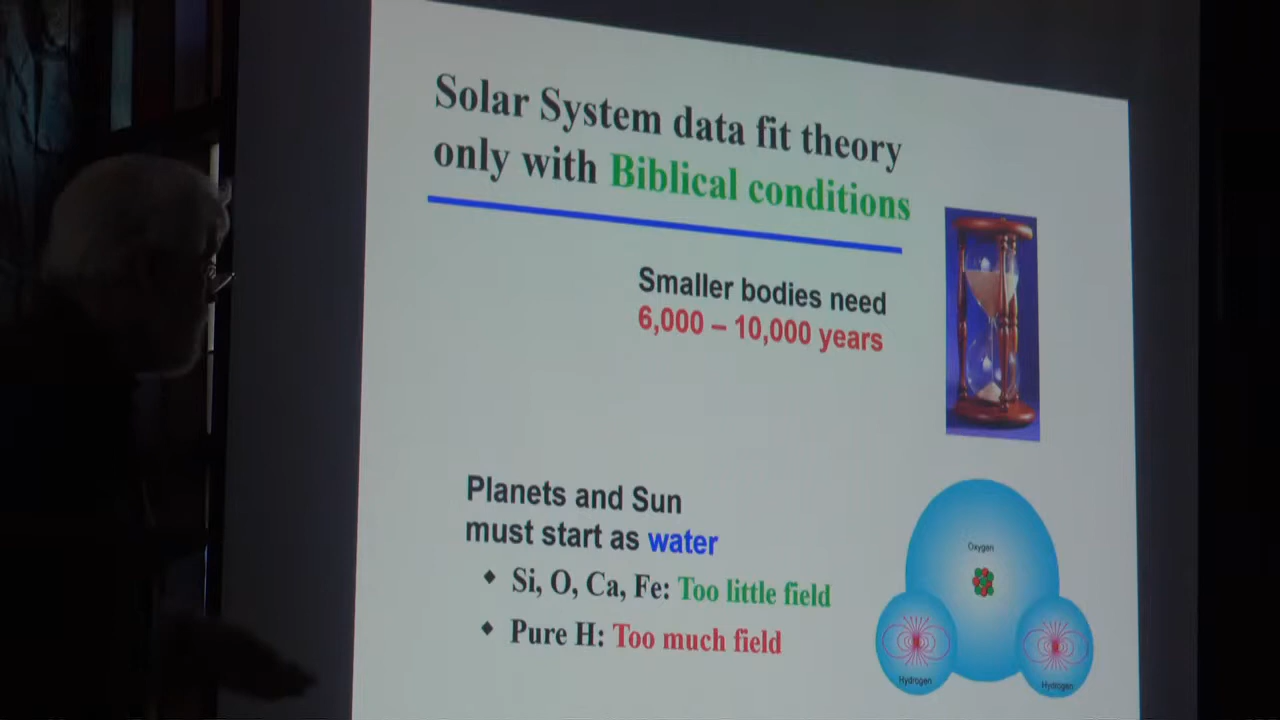 Solar System data fit theory
only with Biblical conditions
Smaller bodies need
6,000 – 10,000 years
Planets and Sun
must start as water
◆ Si, O, Ca, Fe: Too little field
◆ Pure H: Too much field
Oxygen
Hydrogen
Hydrogen